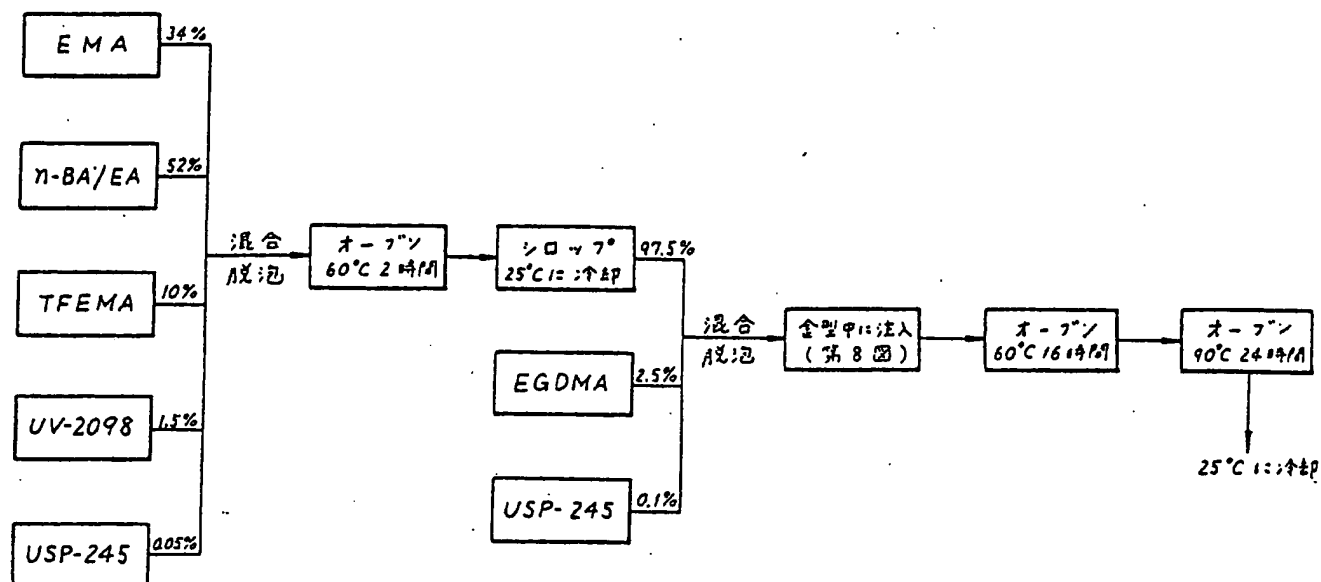 EMA
34%
n-BA/EA
52%
TFEMA
10%
UV-2098
1.5%
USP-245
0.05%
混合
脱泡
オーブン
60°C 2時間
シロップ
25°Cに冷却
97.5%
EGDMA
2.5%
USP-245
0.1%
混合
脱泡
金型中に注入
(第8図)
オーブン
60°C 16時間
オーブン
90°C 24時間
25°Cに冷却